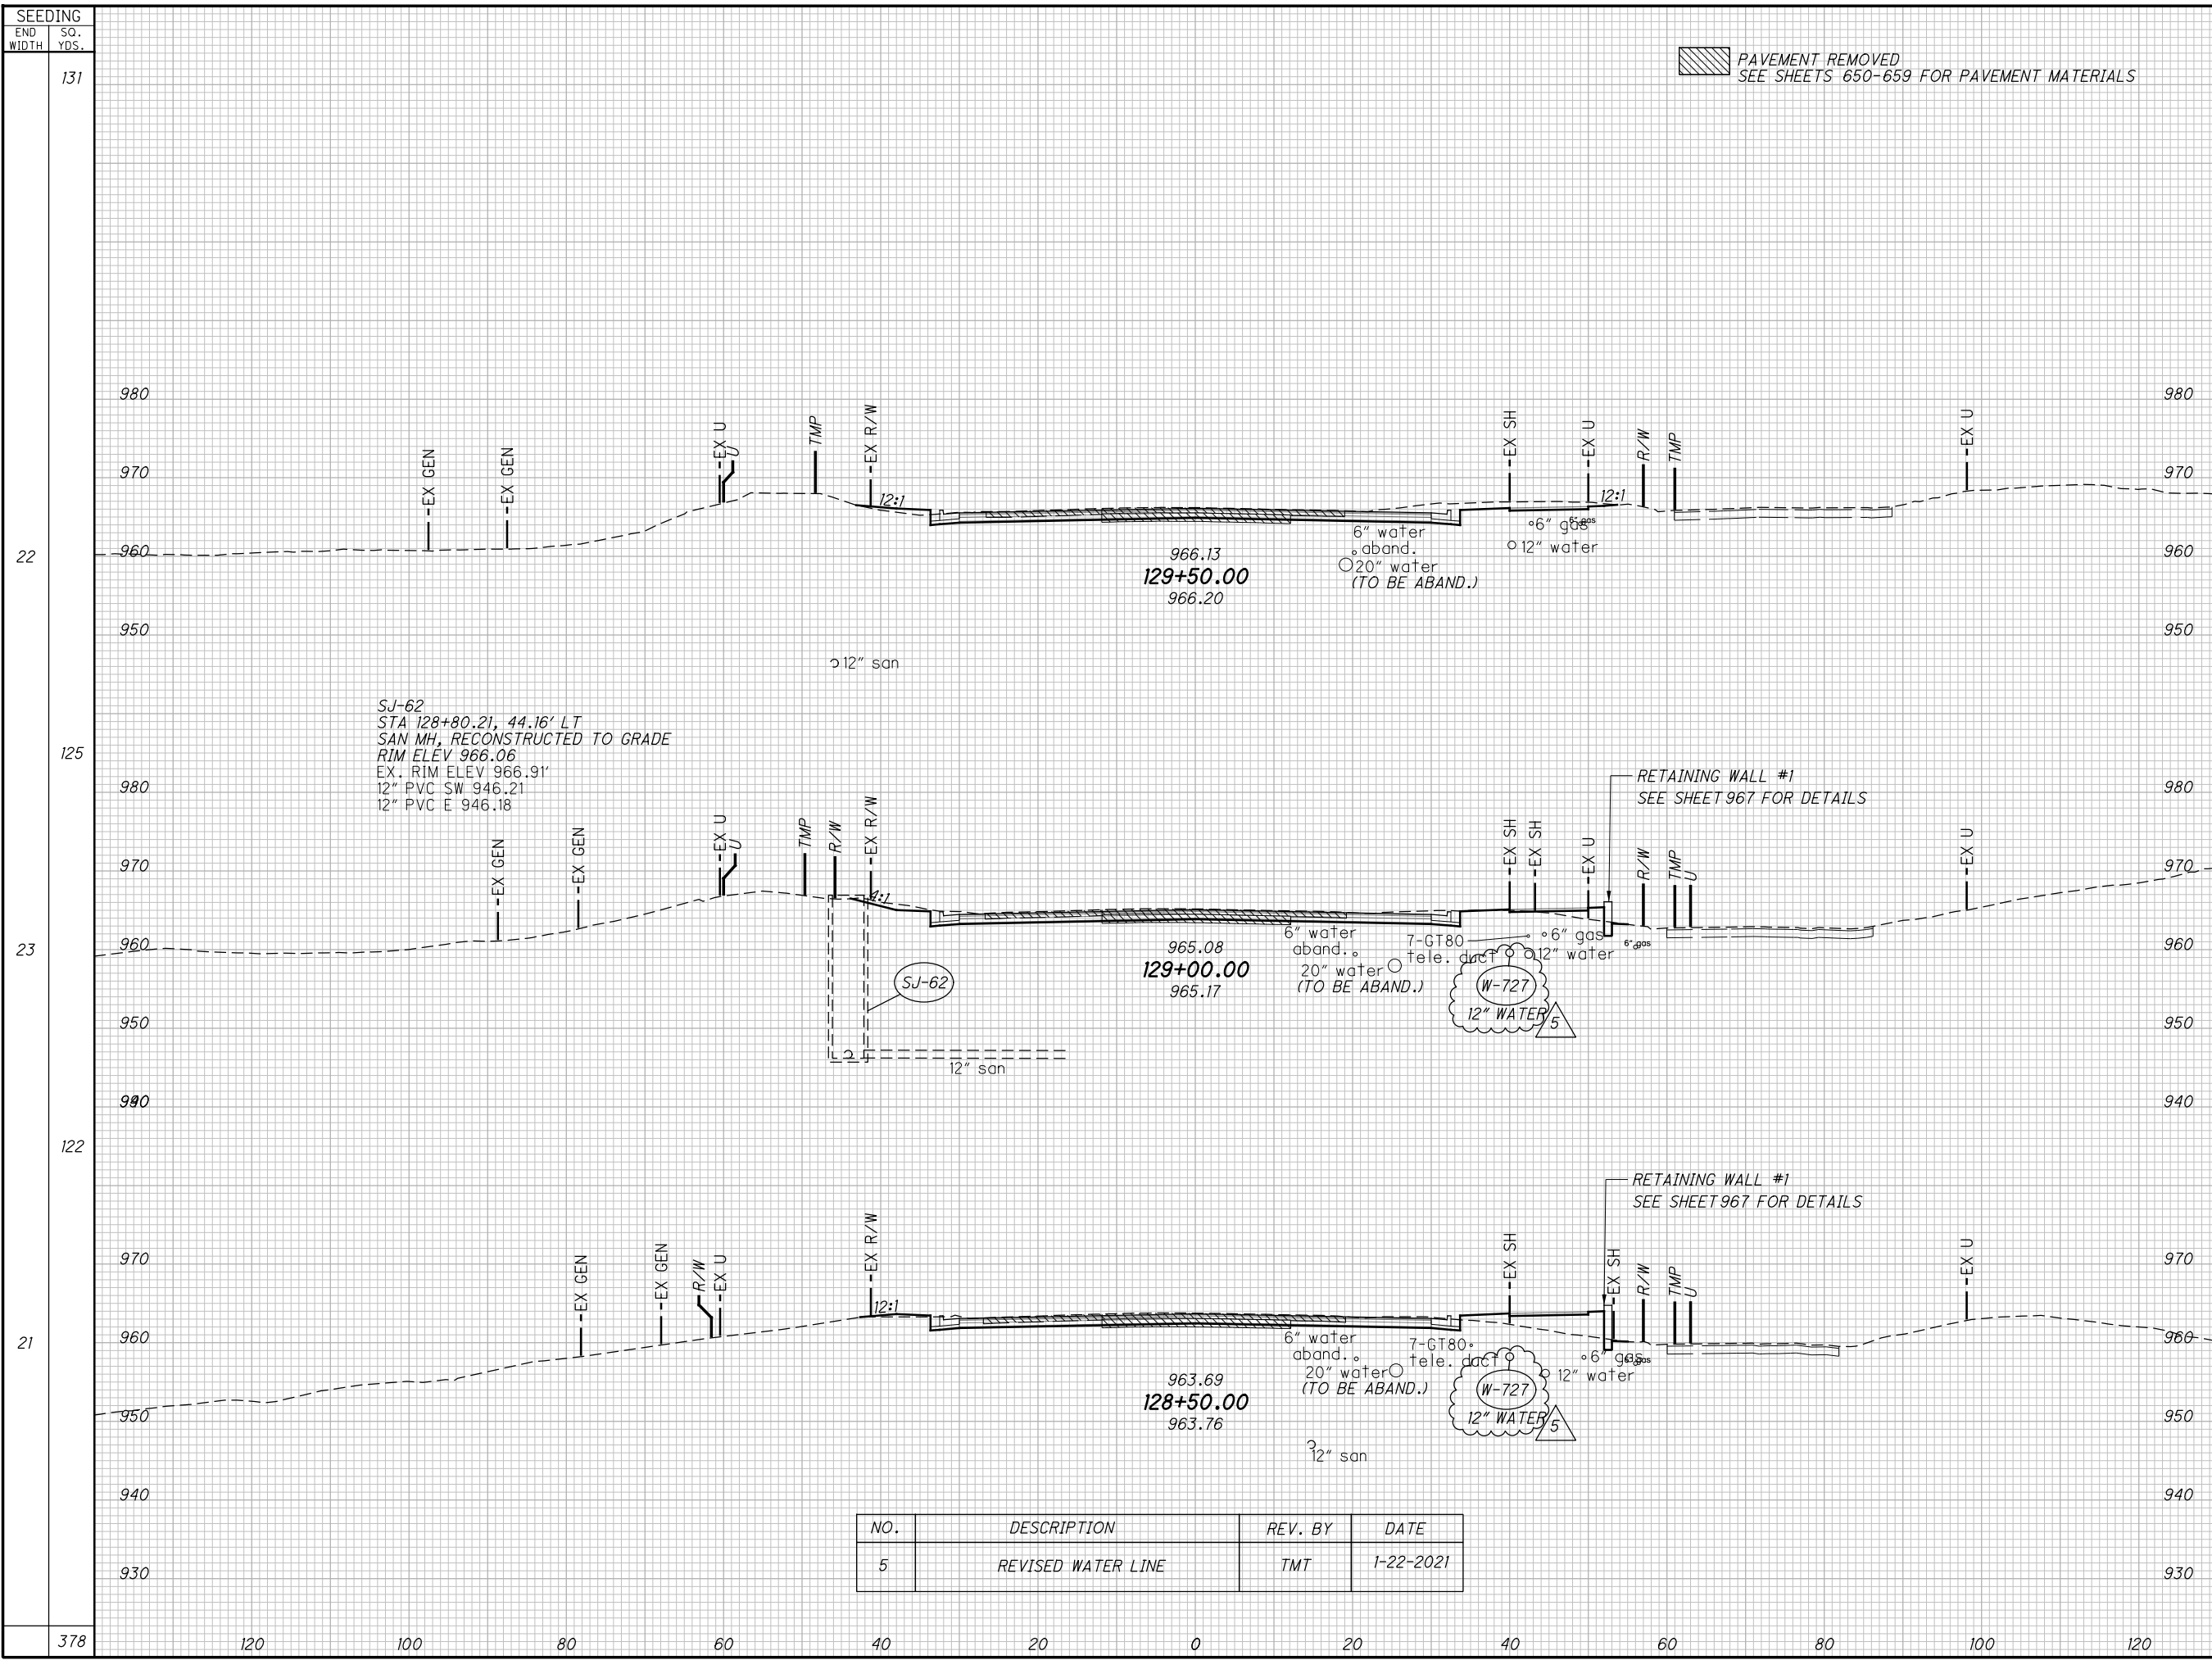 SEEDING
END WIDTH
SQ. YDS.
131
PAVEMENT REMOVED
SEE SHEETS 650-659 FOR PAVEMENT MATERIALS
980
980
EX GEN
EX GEN
EX U
U
TMP
EX R/W
EX SH
EX U
R/W
TMP
EX U
970
970
12:1
12:1
6" water
aband.
20" water
(TO BE ABAND.)
6" gas
6" gas
12" water
22
960
960
966.13
129+50.00
966.20
950
950
12" san
SJ-62
STA 128+80.21, 44.16' LT
SAN MH, RECONSTRUCTED TO GRADE
RIM ELEV 966.06
EX. RIM ELEV 966.91'
12" PVC SW 946.21
12" PVC E 946.18
125
RETAINING WALL #1
SEE SHEET 967 FOR DETAILS
980
980
EX GEN
EX GEN
EX U
U
TMP
R/W
EX R/W
EX SH
EX SH
EX U
R/W
TMP
U
EX U
970
970
4:1
6" water
aband.
20" water
(TO BE ABAND.)
7-GT80
tele. duct
6" gas
6" gas
12" water
23
960
960
965.08
129+00.00
965.17
SJ-62
W-727
12" WATER
5
950
950
12" san
940
940
122
RETAINING WALL #1
SEE SHEET 967 FOR DETAILS
EX GEN
EX GEN
R/W
EX U
EX R/W
EX SH
EX SH
R/W
TMP
U
EX U
970
970
12:1
6" water
aband.
20" water
(TO BE ABAND.)
7-GT80
tele. duct
6" gas
6" gas
12" water
21
960
960
963.69
128+50.00
963.76
W-727
12" WATER
5
950
950
12" san
940
940
NO. DESCRIPTION REV. BY DATE
5 REVISED WATER LINE TMT 1-22-2021
930
930
378
120 100 80 60 40 20 0 20 40 60 80 100 120